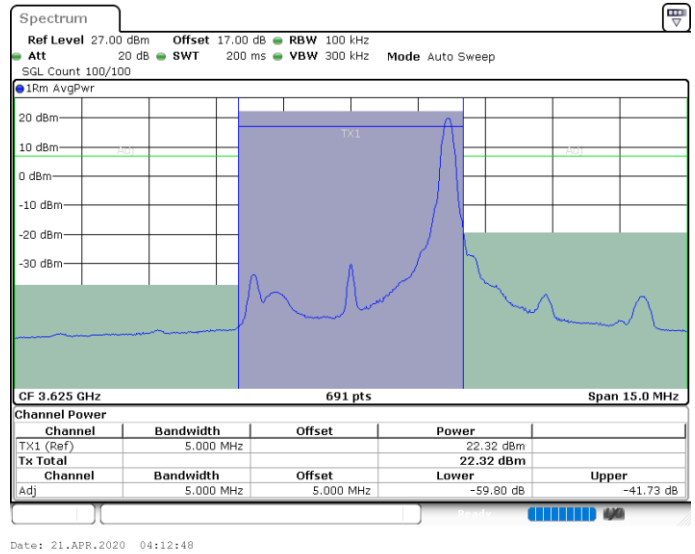 Spectrum
Ref Level 27.00 dBm Offset 17.00 dB RBW 100 kHz
Att 20 dB SWT 200 ms VBW 300 kHz Mode Auto Sweep
SGL Count 100/100
1Rm AvgPwr
20 dBm
TX1
10 dBm
Adj Adj
0 dBm
-10 dBm
-20 dBm
-30 dBm
CF 3.625 GHz 691 pts Span 15.0 MHz
Channel Power
Channel Bandwidth Offset Power
TX1 (Ref) 5.000 MHz 22.32 dBm
Tx Total 22.32 dBm
Channel Bandwidth Offset Lower Upper
Adj 5.000 MHz 5.000 MHz -59.80 dB -41.73 dB
Ready
Date: 21.APR.2020 04:12:48